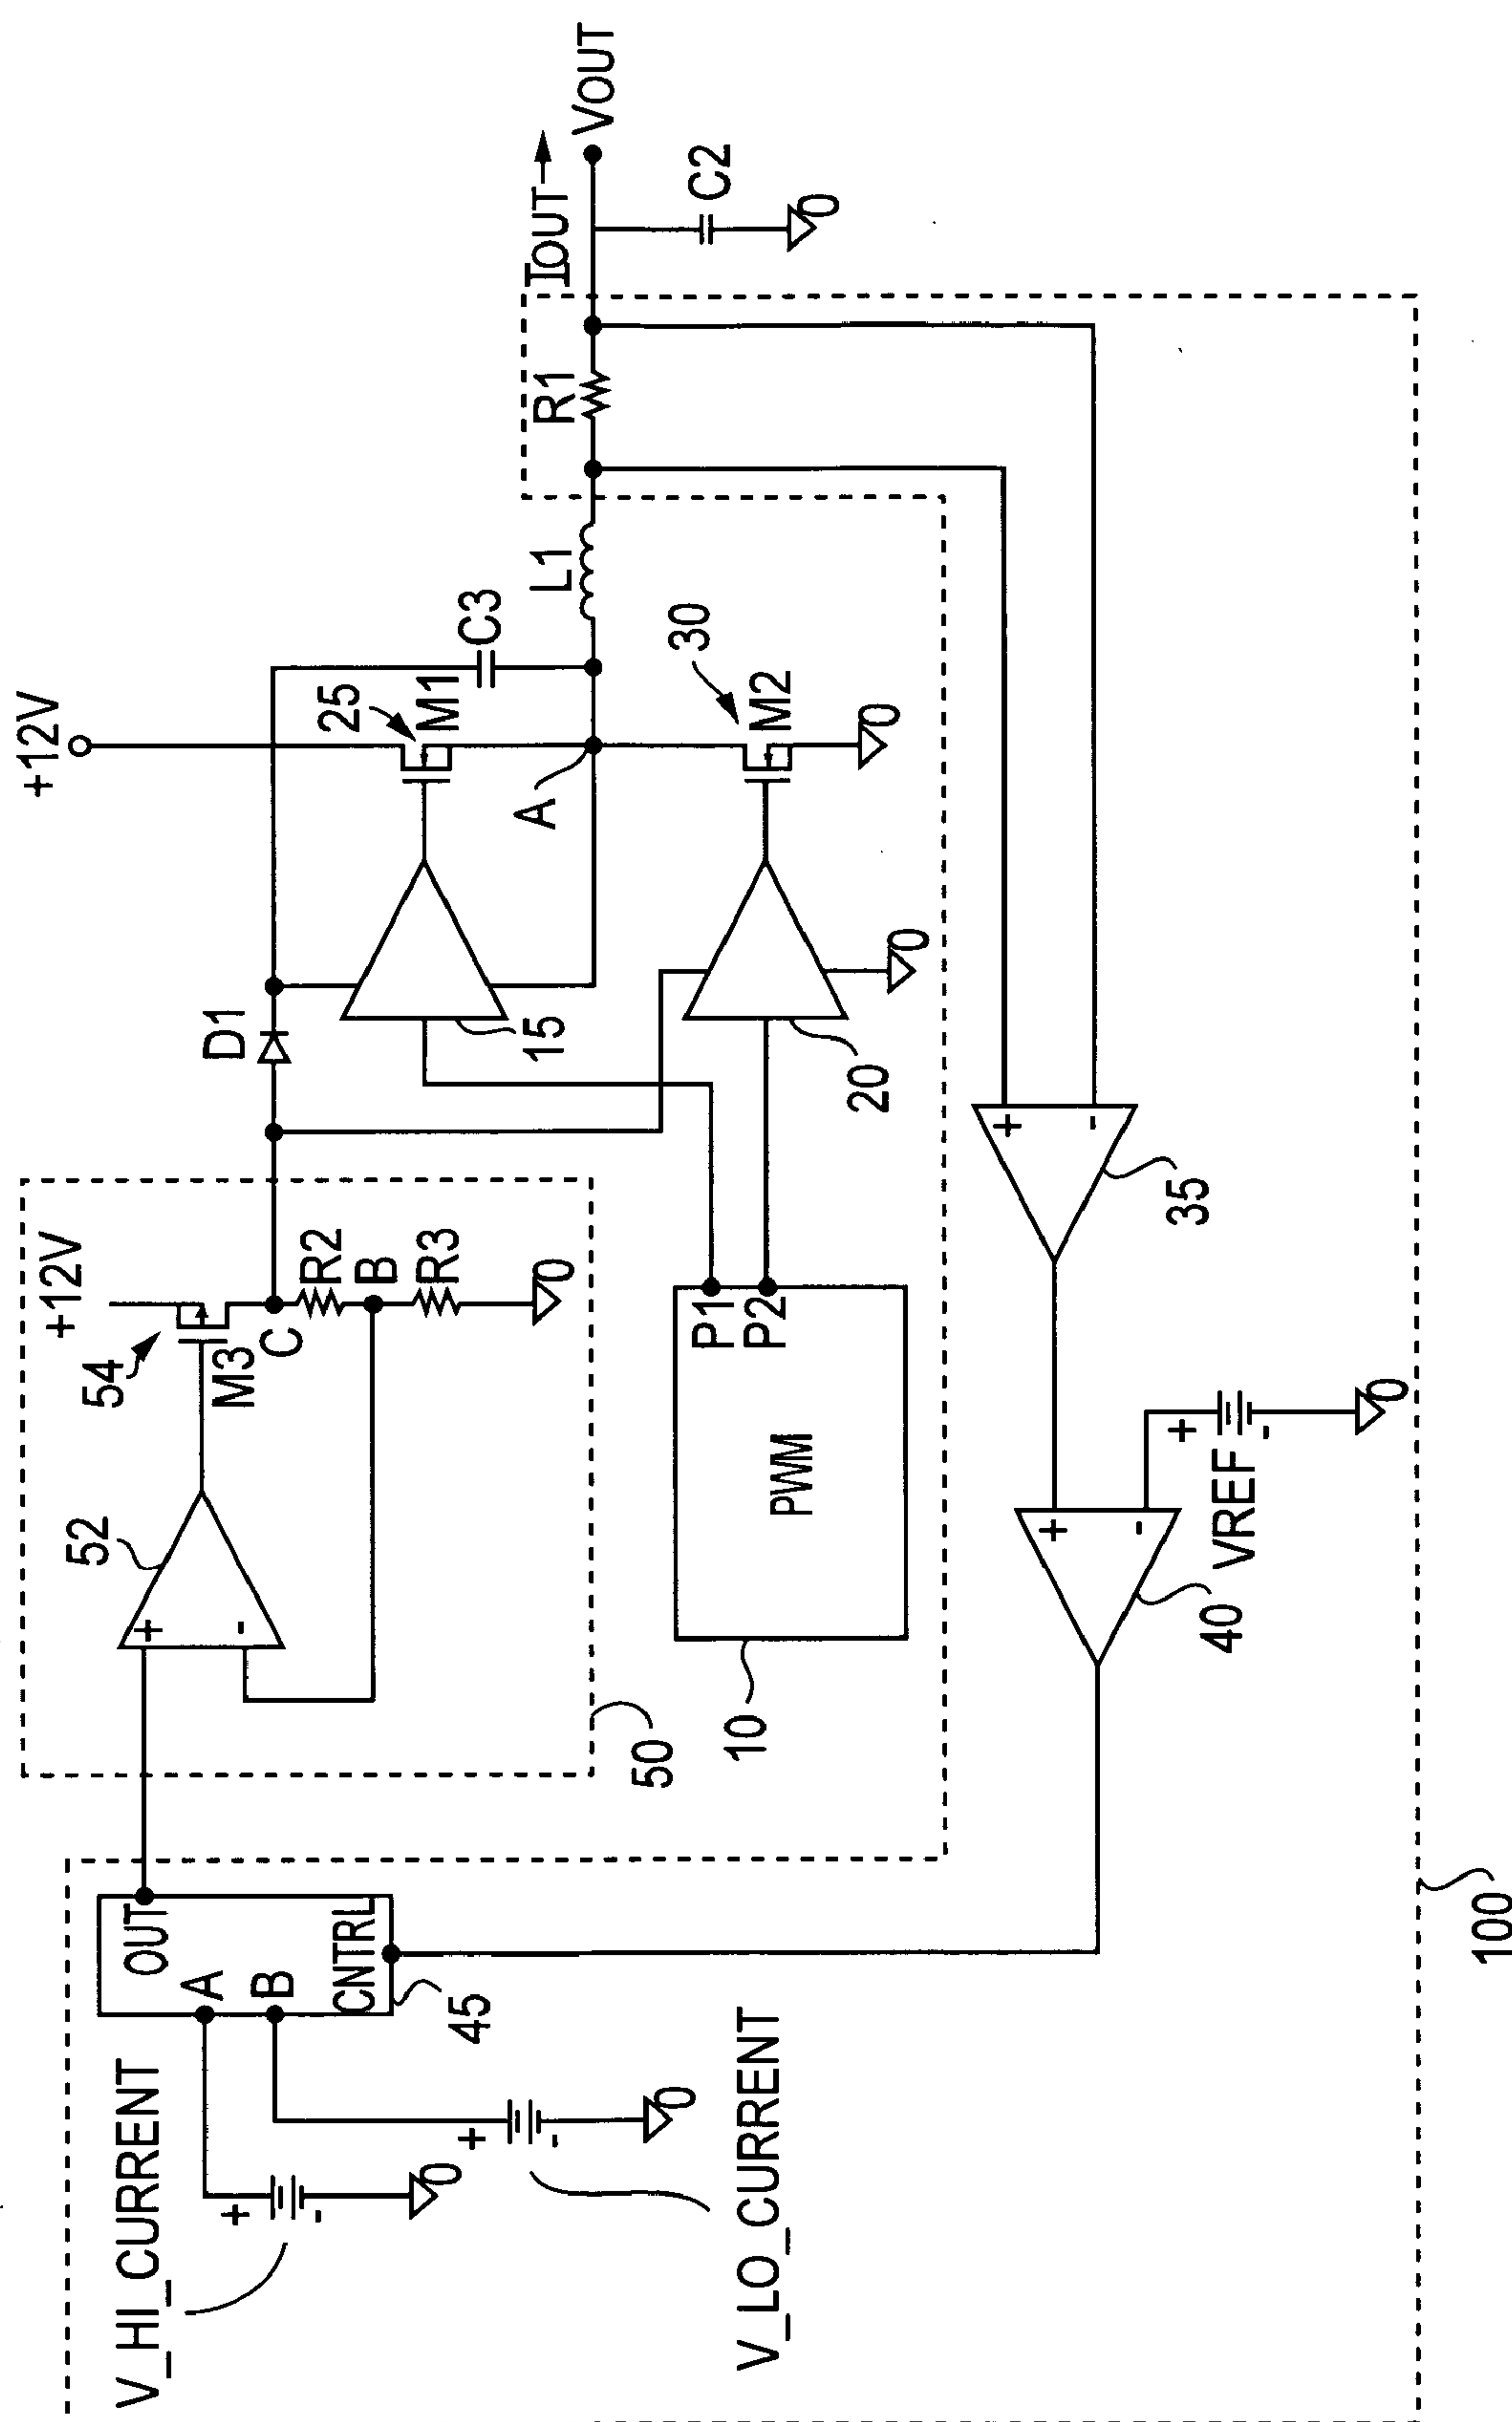 +12V
+12V
54
M3
C
R2
B
R3
0
52
+
-
50
D1
25
M1
C3
A
15
L1
R1
IOUT
VOUT
C2
0
30
M2
0
20
0
P1
P2
PWM
10
+
-
35
+
-
40
VREF
+
-
0
OUT
A
B
CNTRL
45
V_HI_CURRENT
+
-
0
V_LO_CURRENT
+
-
0
100